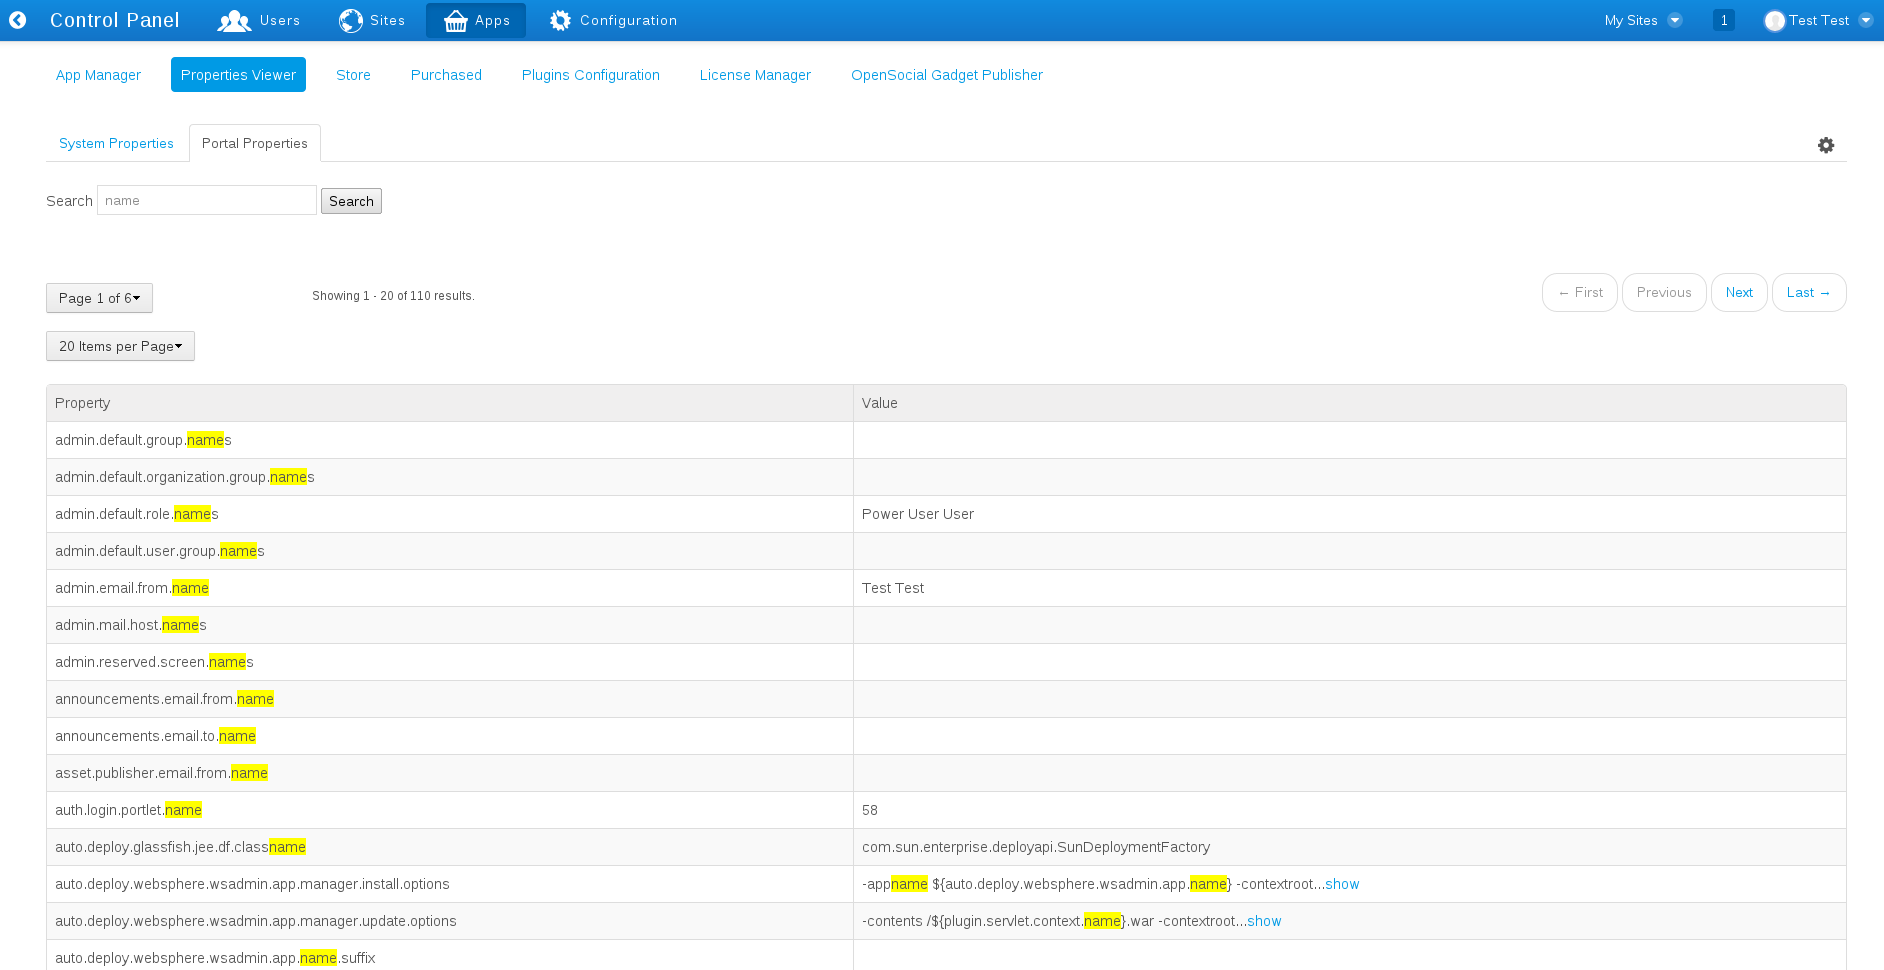 Control Panel Users Sites Apps Configuration My Sites 1 Test Test
App Manager Properties Viewer Store Purchased Plugins Configuration License Manager OpenSocial Gadget Publisher
System Properties Portal Properties
Search name Search
Page 1 of 6 Showing 1 - 20 of 110 results. ← First Previous Next Last →
20 Items per Page
Property Value
admin.default.group.names
admin.default.organization.group.names
admin.default.role.names Power User User
admin.default.user.group.names
admin.email.from.name Test Test
admin.mail.host.names
admin.reserved.screen.names
announcements.email.from.name
announcements.email.to.name
asset.publisher.email.from.name
auth.login.portlet.name 58
auto.deploy.glassfish.jee.df.classname com.sun.enterprise.deployapi.SunDeploymentFactory
auto.deploy.websphere.wsadmin.app.manager.install.options -appname ${auto.deploy.websphere.wsadmin.app.name} -contextroot...show
auto.deploy.websphere.wsadmin.app.manager.update.options -contents /${plugin.servlet.context.name}.war -contextroot...show
auto.deploy.websphere.wsadmin.app.name.suffix